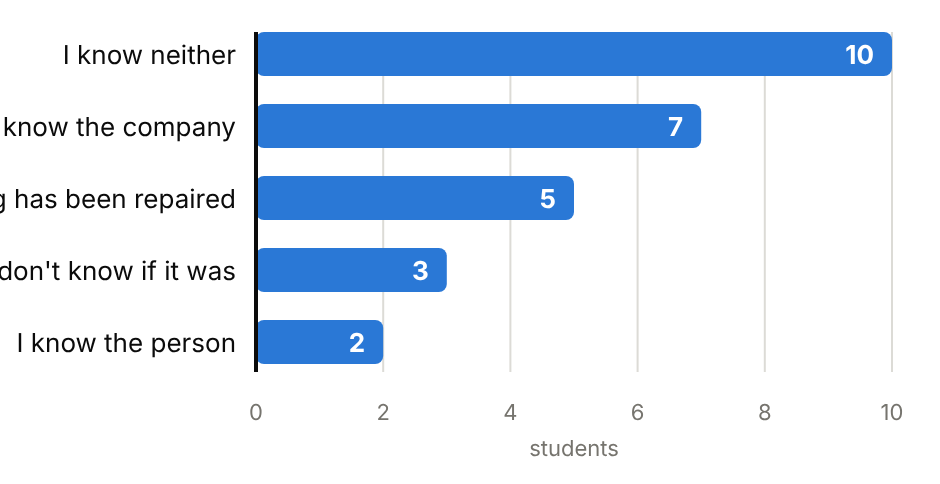 I know neither
10
know the company
7
has been repaired
5
don't know if it was
3
I know the person
2
0 2 4 6 8 10
students